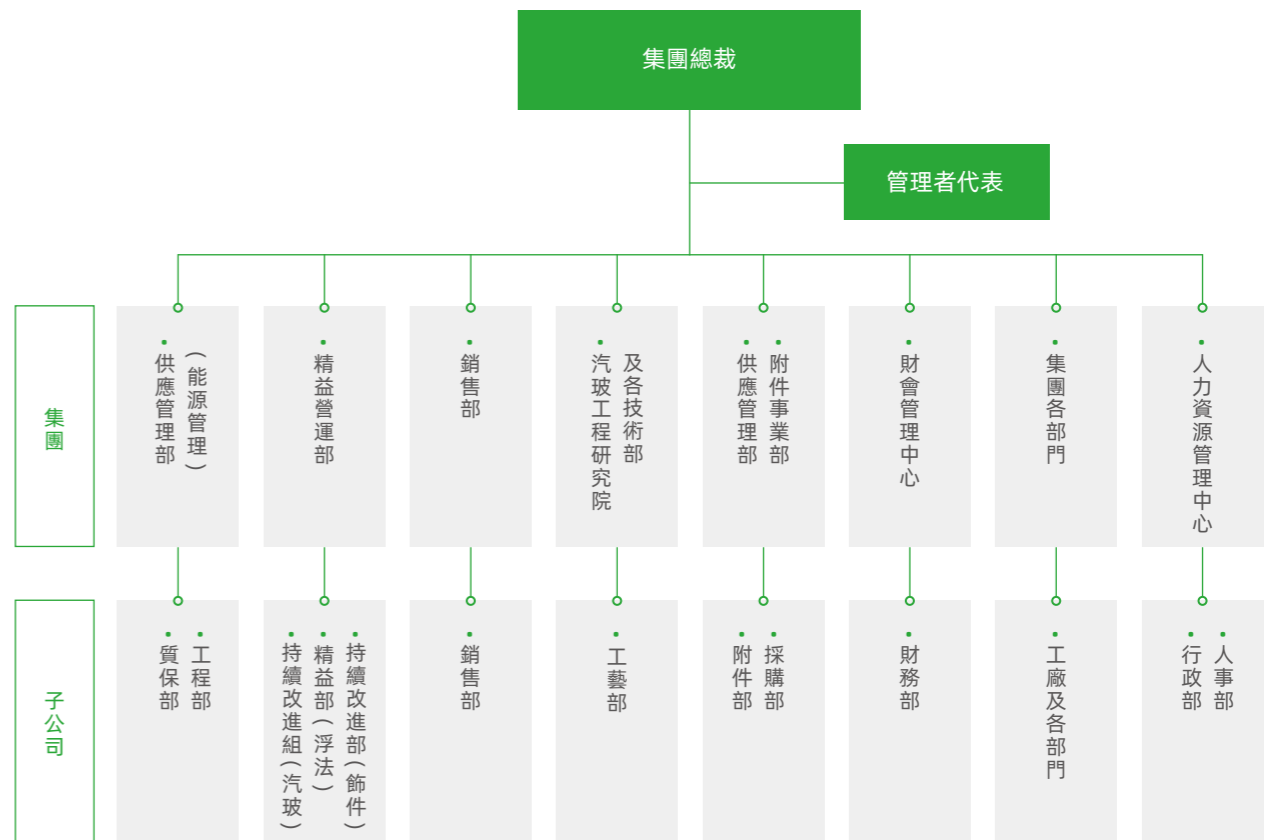 集團總裁
管理者代表
集團
• 供應管理部
(能源管理)
• 精益營運部
• 銷售部
• 汽玻工程研究院
及各技術部
• 供應管理部
• 附件事業部
• 財會管理中心
• 集團各部門
• 人力資源管理中心
子公司
• 質保部
• 工程部
• 持續改進組(汽玻)
• 精益部(浮法)
• 持續改進部(飾件)
• 銷售部
• 工藝部
• 附件部
• 採購部
• 財務部
• 工廠及各部門
• 行政部
• 人事部